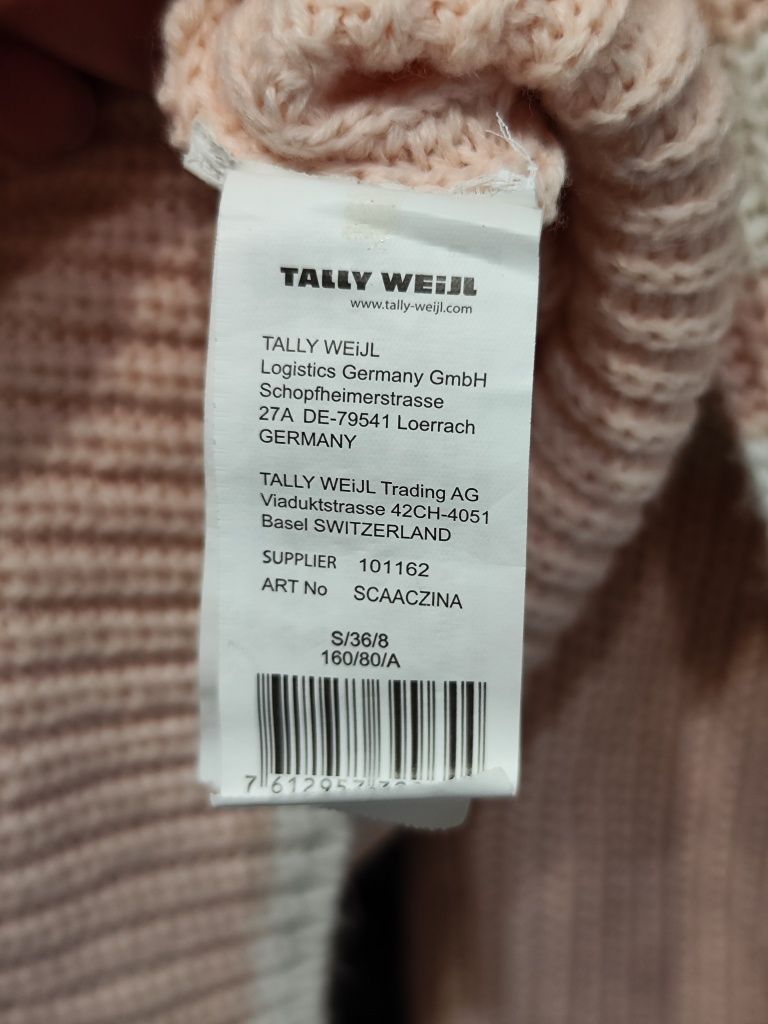 TALLY WEiJL
www.tally-weijl.com
TALLY WEiJL
Logistics Germany GmbH
Schopfheimerstrasse
27A DE-79541 Loerrach
GERMANY
TALLY WEiJL Trading AG
Viaduktstrasse 42CH-4051
Basel SWITZERLAND
SUPPLIER 101162
ART No SCAACZINA
S/36/8
160/80/A